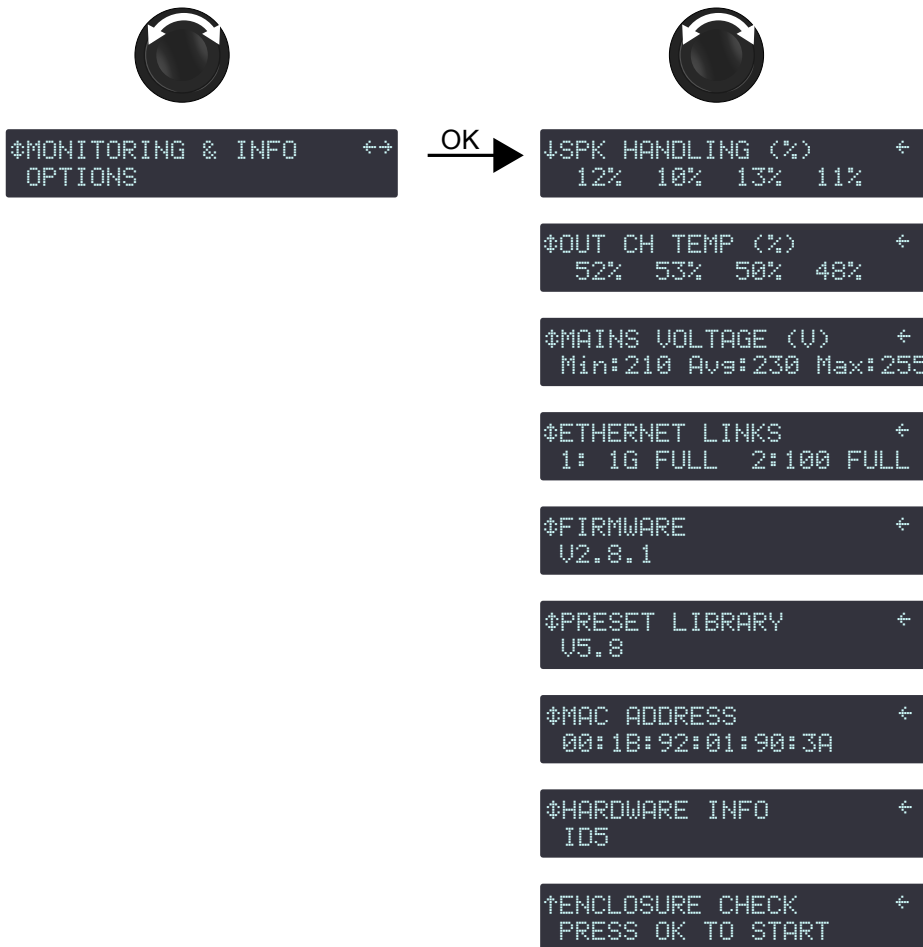 ↕MONITORING & INFO ←→
OPTIONS
OK
↓SPK HANDLING (%) ←
12% 10% 13% 11%
↕OUT CH TEMP (%) ←
52% 53% 50% 48%
↕MAINS VOLTAGE (V) ←
Min:210 Avg:230 Max:255
↕ETHERNET LINKS ←
1: 1G FULL 2:100 FULL
↕FIRMWARE ←
V2.8.1
↕PRESET LIBRARY ←
V5.8
↕MAC ADDRESS ←
00:1B:92:01:90:3A
↕HARDWARE INFO ←
ID5
↑ENCLOSURE CHECK ←
PRESS OK TO START